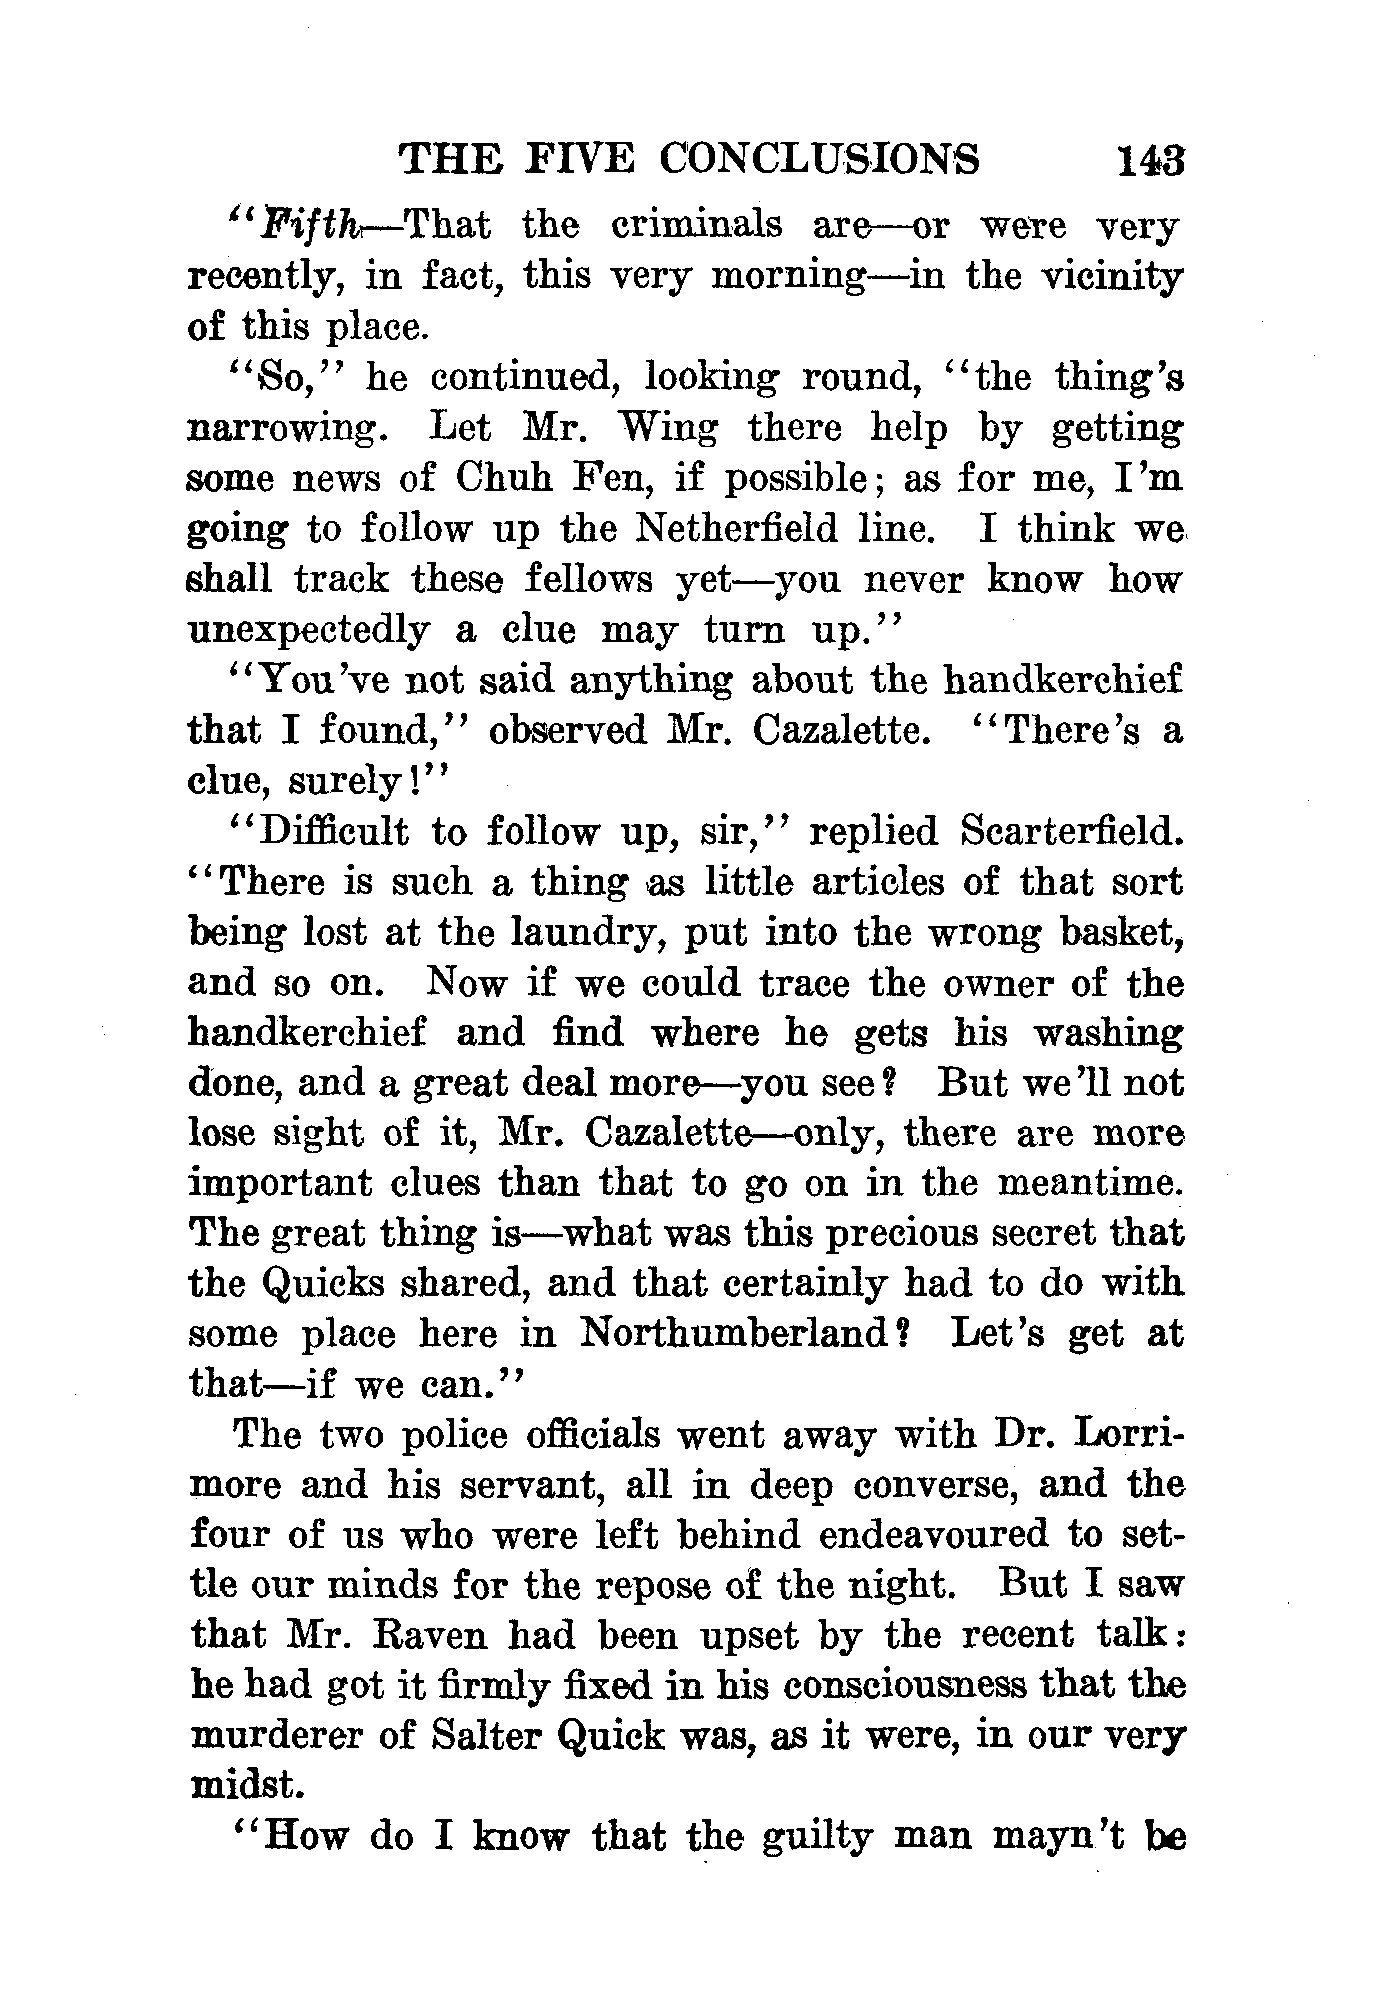 THE FIVE CONCLUSIONS 143
"Fifth—That the criminals are—or were very
recently, in fact, this very morning—in the vicinity
of this place.
"So," he continued, looking round, "the thing's
narrowing. Let Mr. Wing there help by getting
some news of Chuh Fen, if possible; as for me, I'm
going to follow up the Netherfield line. I think we
shall track these fellows yet—you never know how
unexpectedly a clue may turn up."
"You've not said anything about the handkerchief
that I found," observed Mr. Cazalette. "There's a
clue, surely!"
"Difficult to follow up, sir," replied Scarterfield.
"There is such a thing as little articles of that sort
being lost at the laundry, put into the wrong basket,
and so on. Now if we could trace the owner of the
handkerchief and find where he gets his washing
done, and a great deal more—you see? But we'll not
lose sight of it, Mr. Cazalette—only, there are more
important clues than that to go on in the meantime.
The great thing is—what was this precious secret that
the Quicks shared, and that certainly had to do with
some place here in Northumberland? Let's get at
that—if we can."
The two police officials went away with Dr. Lorri-
more and his servant, all in deep converse, and the
four of us who were left behind endeavoured to set-
tle our minds for the repose of the night. But I saw
that Mr. Raven had been upset by the recent talk:
he had got it firmly fixed in his consciousness that the
murderer of Salter Quick was, as it were, in our very
midst.
"How do I know that the guilty man mayn't be